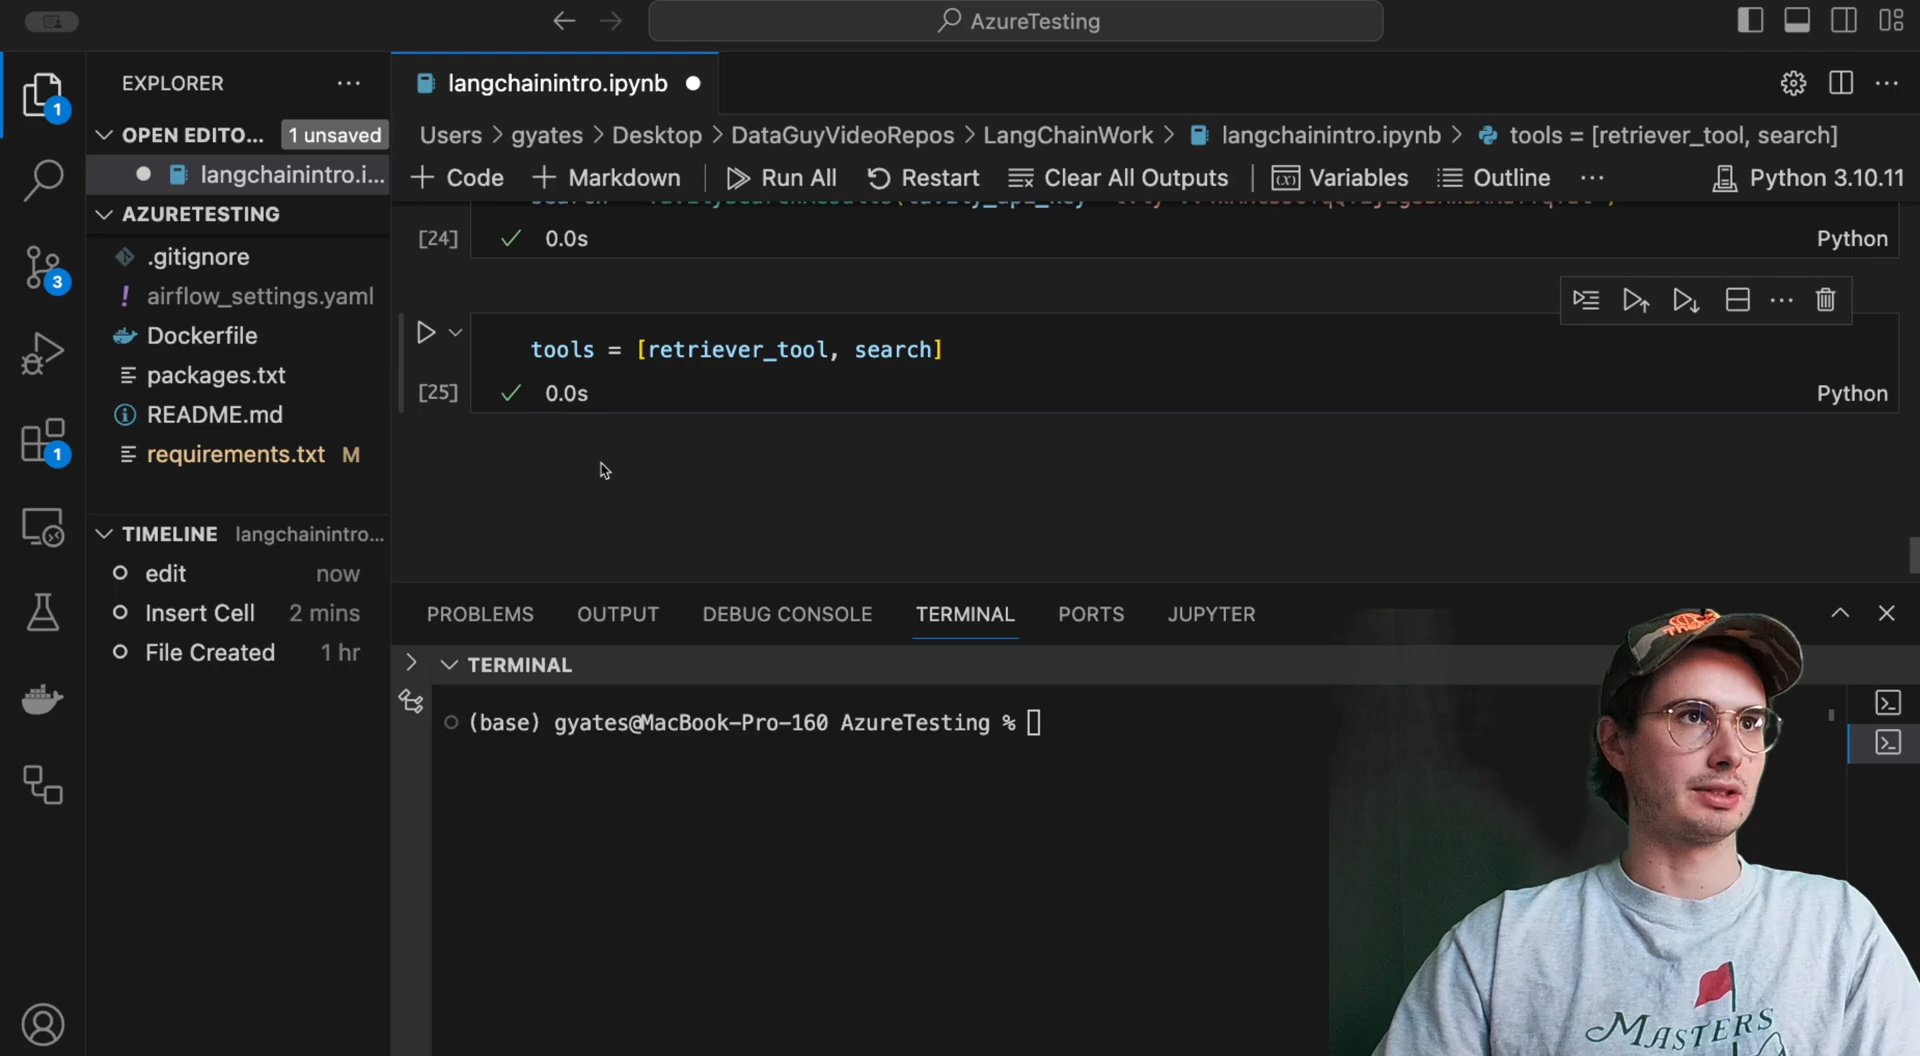 AzureTesting
EXPLORER
OPEN EDITO... 1 unsaved
langchainintro.i...
AZURETESTING
.gitignore
! airflow_settings.yaml
Dockerfile
packages.txt
README.md
requirements.txt M
TIMELINE langchainintro...
edit now
Insert Cell 2 mins
File Created 1 hr
1
3
1
langchainintro.ipynb
Users > gyates > Desktop > DataGuyVideoRepos > LangChainWork > langchainintro.ipynb > tools = [retriever_tool, search]
+ Code + Markdown Run All Restart Clear All Outputs Variables Outline ... Python 3.10.11
[24] 0.0s Python
tools = [retriever_tool, search]
[25] 0.0s Python
PROBLEMS OUTPUT DEBUG CONSOLE TERMINAL PORTS JUPYTER
TERMINAL
(base) gyates@MacBook-Pro-160 AzureTesting %
MASTERS